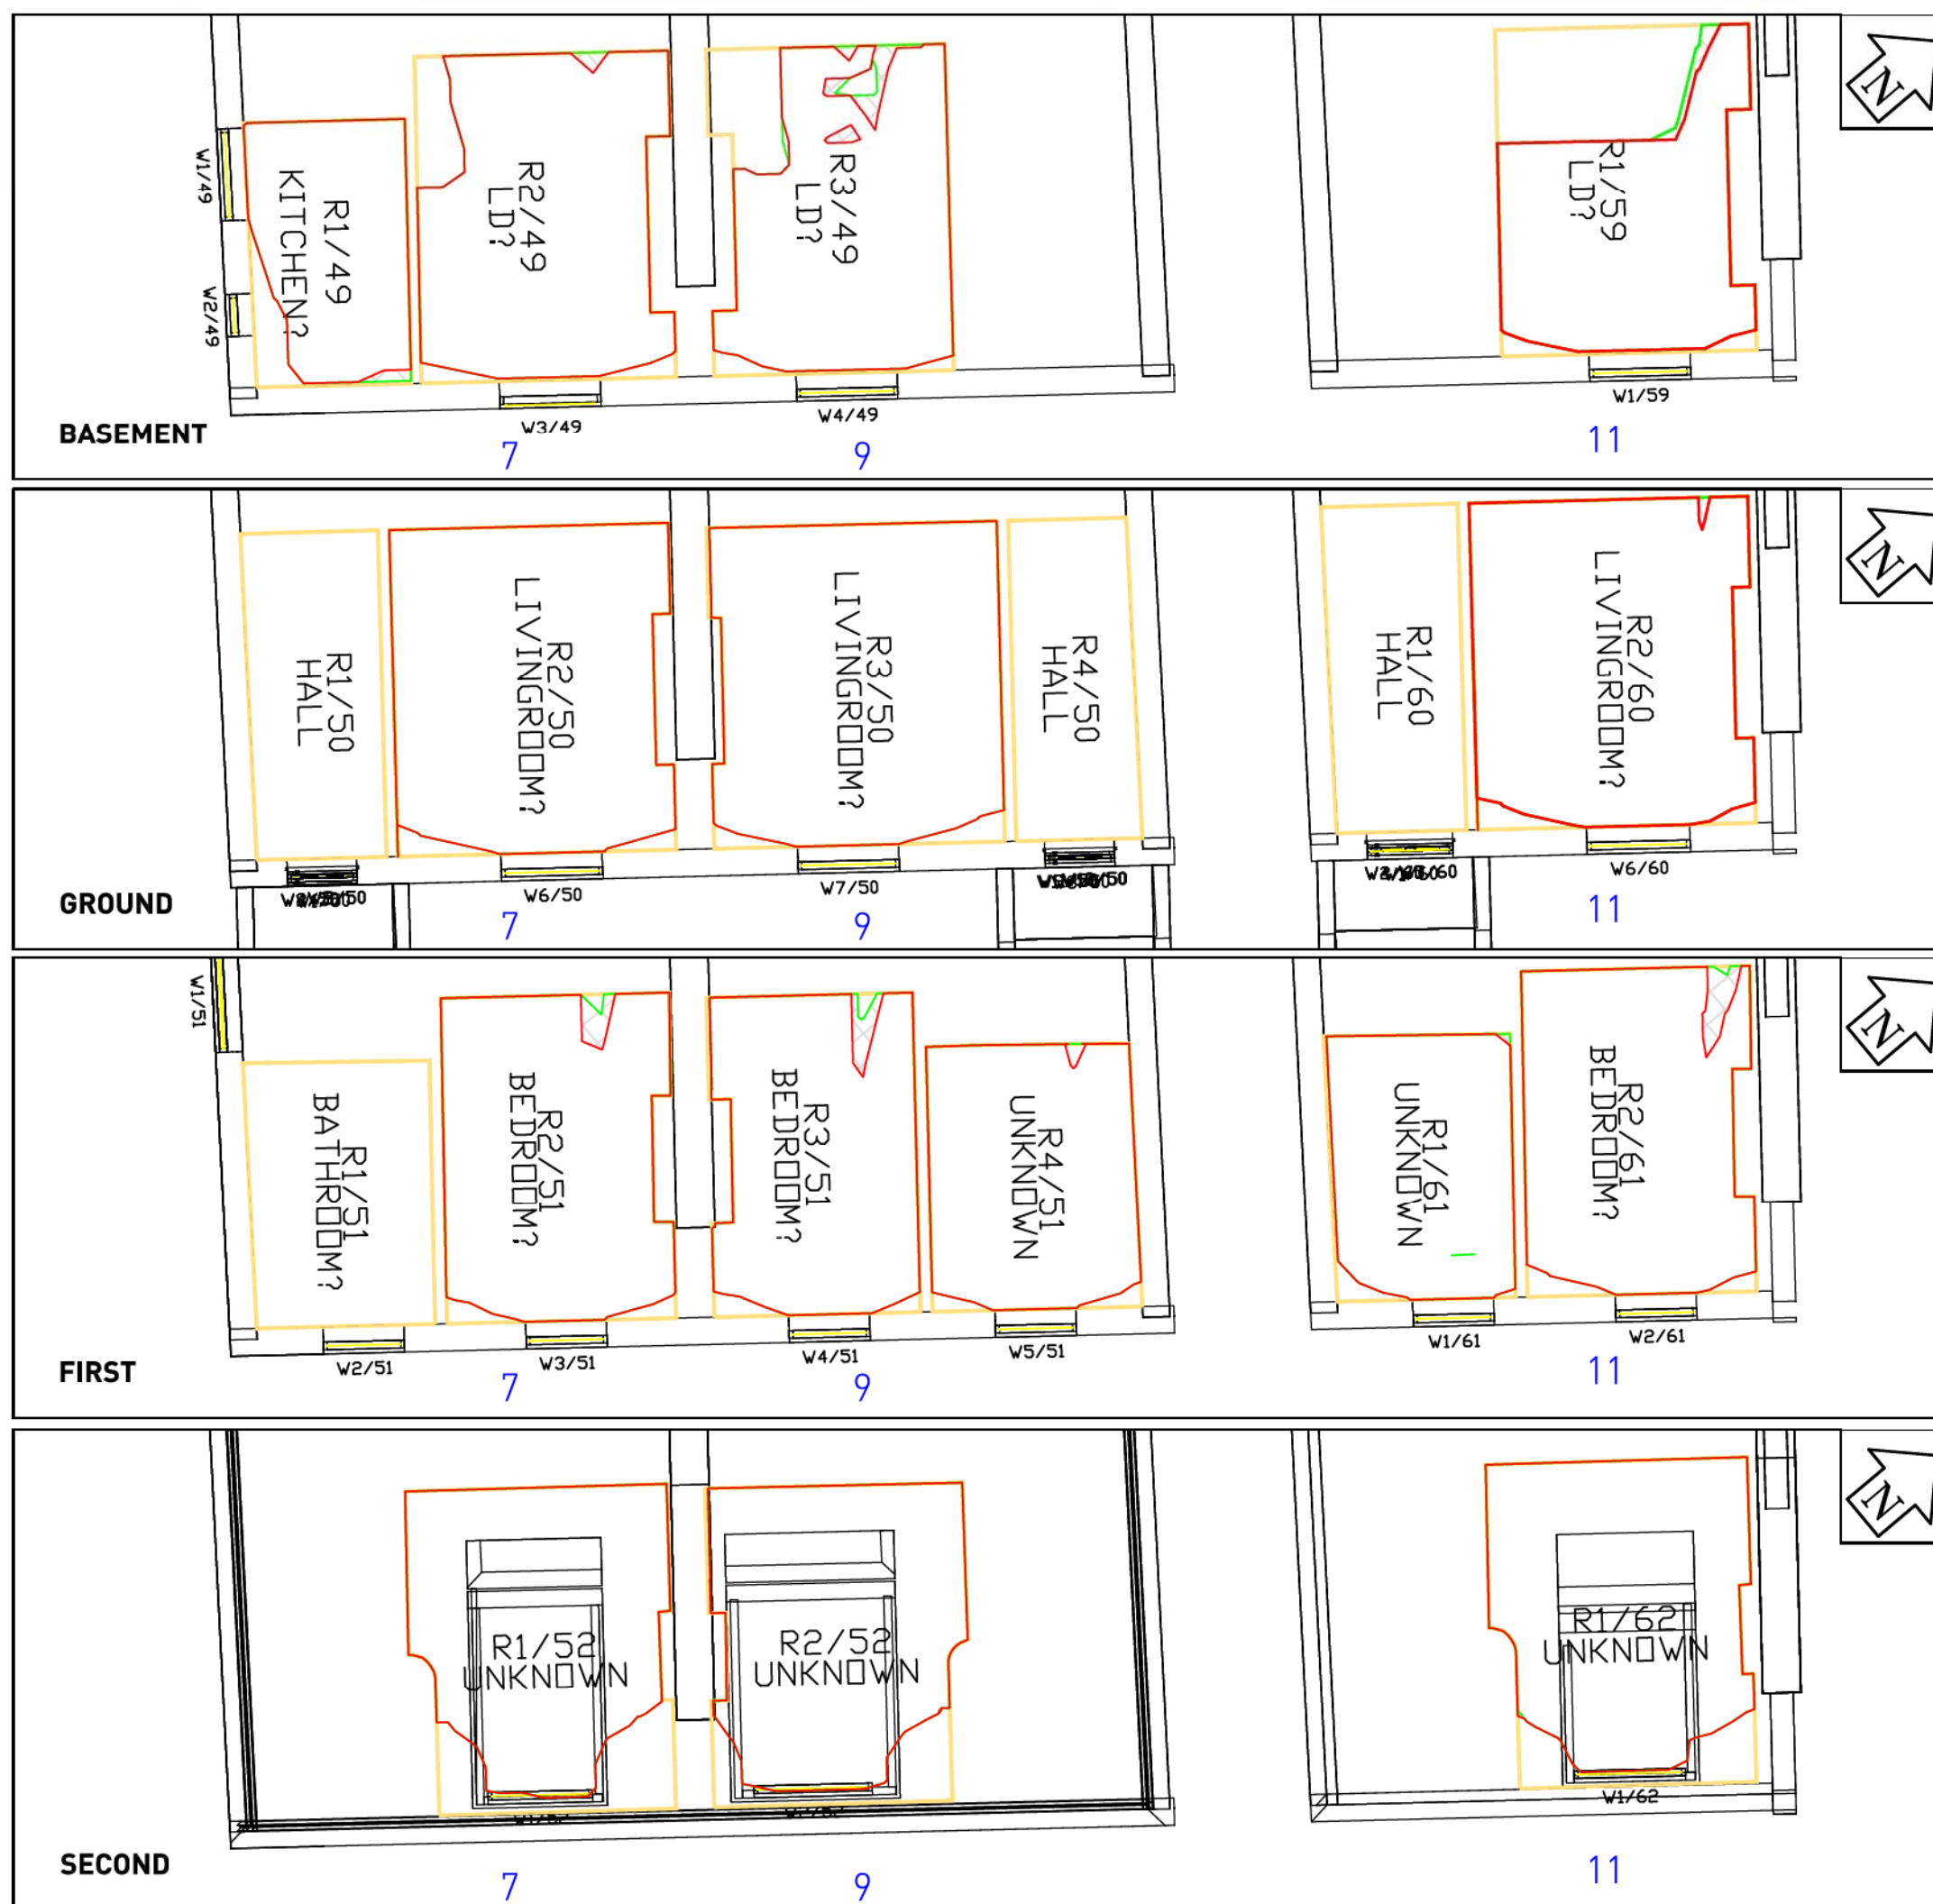 R1/49
KITCHEN?
R2/49
LD?
R3/49
LD?
R1/59
LD?
N
W1/49
W2/49
W3/49
W4/49
W1/59
BASEMENT
7
9
11
R1/50
HALL
R2/50
LIVINGROOM?
R3/50
LIVINGROOM?
R4/50
HALL
R1/60
HALL
R2/60
LIVINGROOM?
N
W6/50
W7/50
W6/60
GROUND
7
9
11
W1/51
R1/51
BATHROOM?
R2/51
BEDROOM?
R3/51
BEDROOM?
R4/51
UNKNOWN
R1/61
UNKNOWN
R2/61
BEDROOM?
N
W2/51
W3/51
W4/51
W5/51
W1/61
W2/61
FIRST
7
9
11
R1/52
UNKNOWN
R2/52
UNKNOWN
R1/62
UNKNOWN
N
W1/62
SECOND
7
9
11